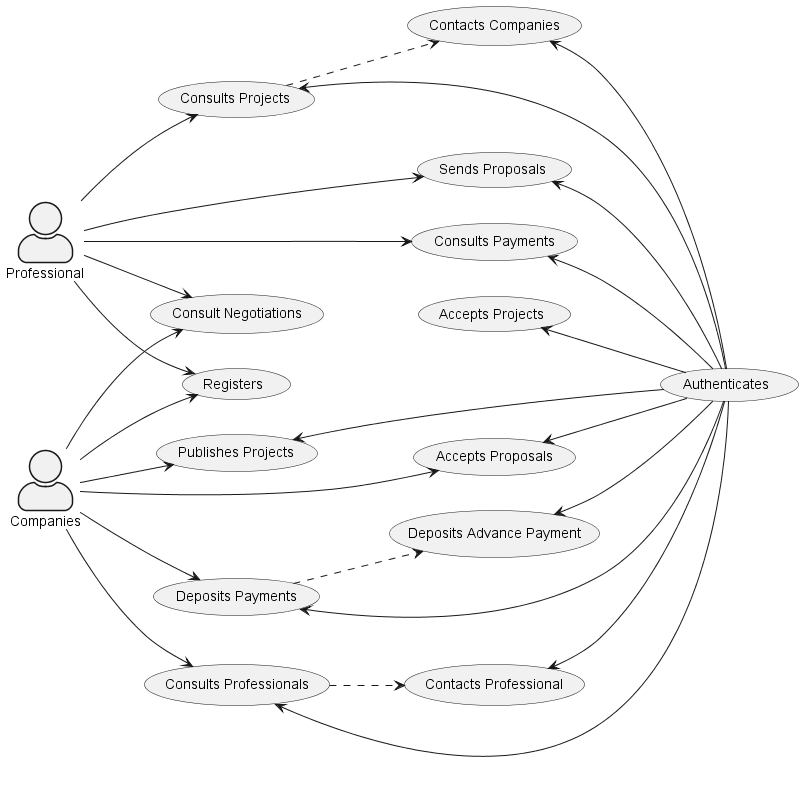 Contacts Companies
Consults Projects
Sends Proposals
Consults Payments
Professional
Consult Negotiations
Accepts Projects
Registers
Authenticates
Publishes Projects
Accepts Proposals
Companies
Deposits Advance Payment
Deposits Payments
Consults Professionals
Contacts Professional